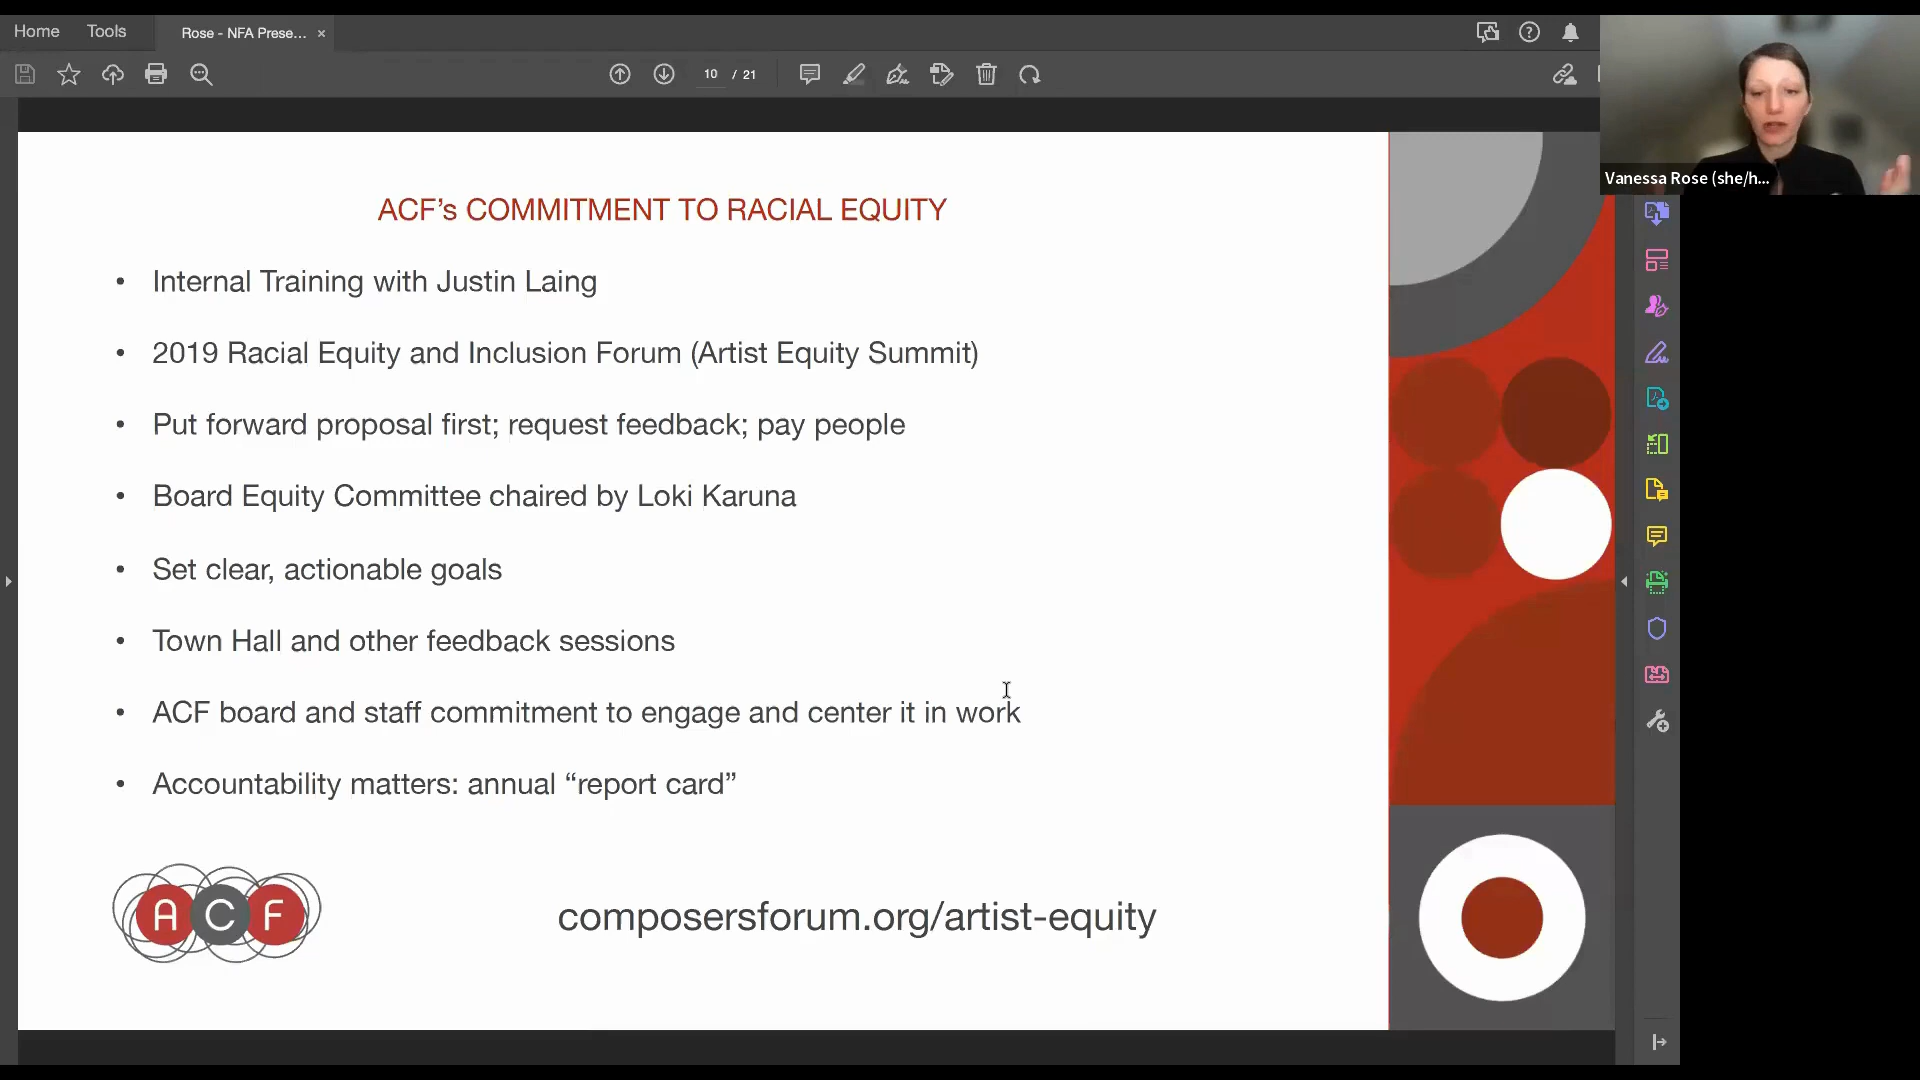 Home
Tools
Rose - NFA Prese... ×
10 / 21
Vanessa Rose (she/h...
ACF’s COMMITMENT TO RACIAL EQUITY
• Internal Training with Justin Laing
• 2019 Racial Equity and Inclusion Forum (Artist Equity Summit)
• Put forward proposal first; request feedback; pay people
• Board Equity Committee chaired by Loki Karuna
• Set clear, actionable goals
• Town Hall and other feedback sessions
• ACF board and staff commitment to engage and center it in work
• Accountability matters: annual “report card”
ACF
composersforum.org/artist-equity